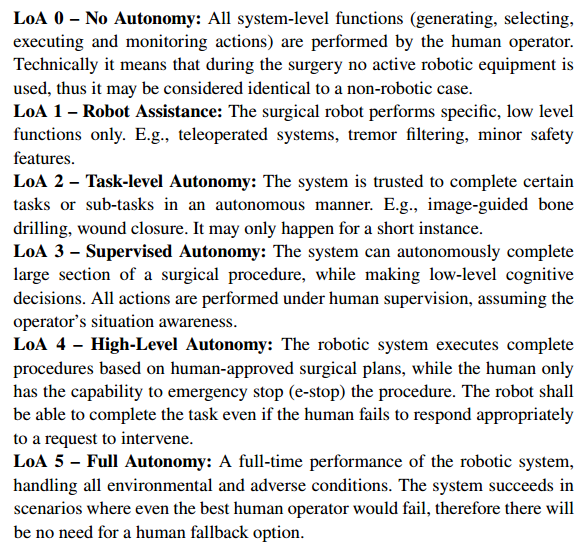 LoA 0 – No Autonomy: All system-level functions (generating, selecting,
executing and monitoring actions) are performed by the human operator.
Technically it means that during the surgery no active robotic equipment is
used, thus it may be considered identical to a non-robotic case.
LoA 1 – Robot Assistance: The surgical robot performs specific, low level
functions only. E.g., teleoperated systems, tremor filtering, minor safety
features.
LoA 2 – Task-level Autonomy: The system is trusted to complete certain
tasks or sub-tasks in an autonomous manner. E.g., image-guided bone
drilling, wound closure. It may only happen for a short instance.
LoA 3 – Supervised Autonomy: The system can autonomously complete
large section of a surgical procedure, while making low-level cognitive
decisions. All actions are performed under human supervision, assuming the
operator's situation awareness.
LoA 4 – High-Level Autonomy: The robotic system executes complete
procedures based on human-approved surgical plans, while the human only
has the capability to emergency stop (e-stop) the procedure. The robot shall
be able to complete the task even if the human fails to respond appropriately
to a request to intervene.
LoA 5 – Full Autonomy: A full-time performance of the robotic system,
handling all environmental and adverse conditions. The system succeeds in
scenarios where even the best human operator would fail, therefore there will
be no need for a human fallback option.